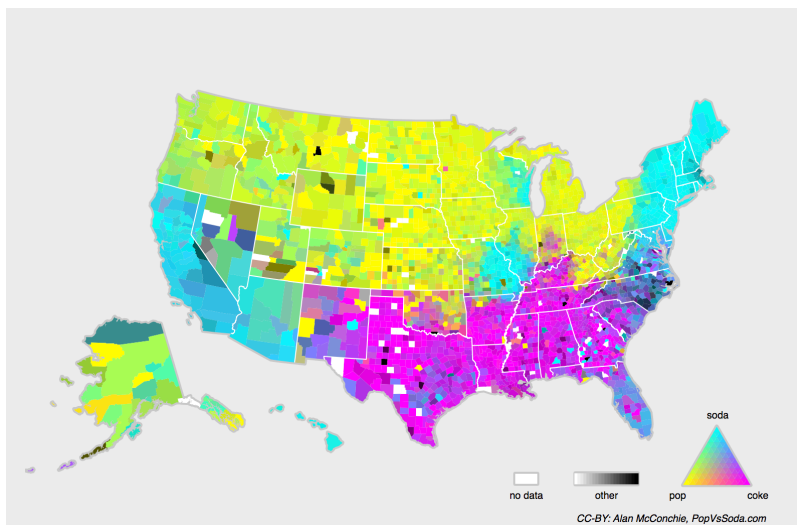 soda
no data
other
pop
coke
CC-BY: Alan McConchie, PopVsSoda.com